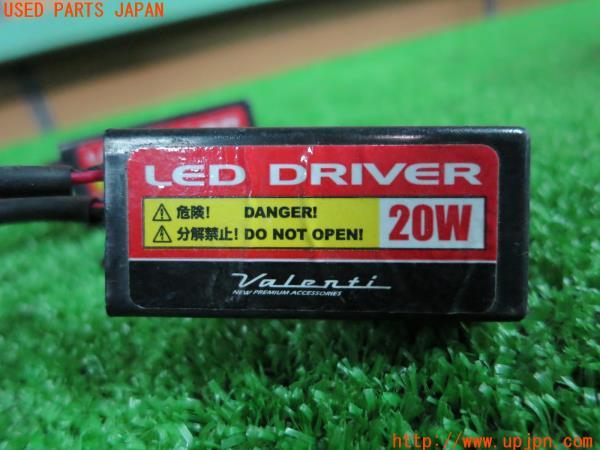 USED PARTS JAPAN
LED DRIVER
危険! DANGER!
分解禁止! DO NOT OPEN!
20W
Valenti
NEW PREMIUM ACCESSORIES
http://www.upjpn.com